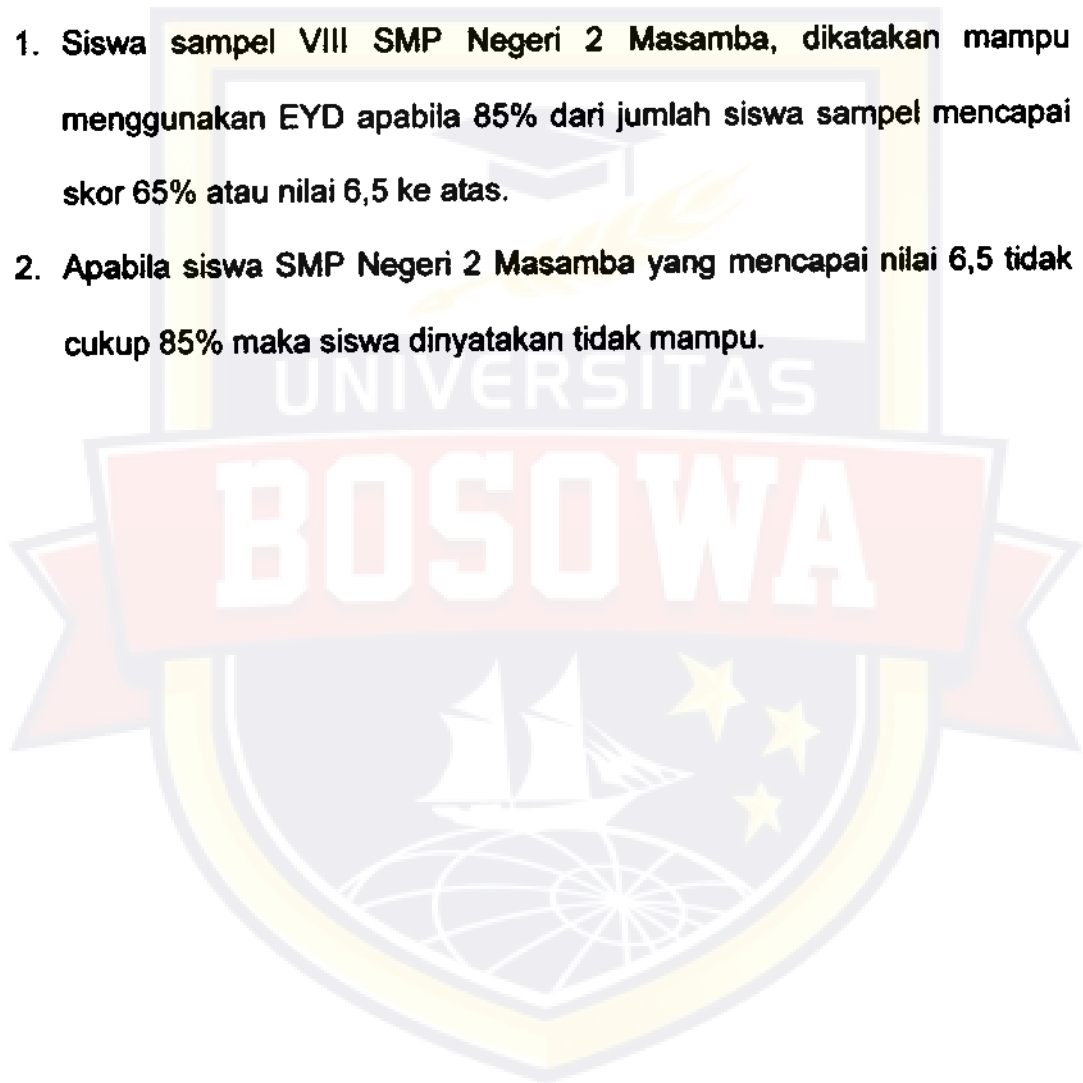 1. Siswa sampel VIII SMP Negeri 2 Masamba, dikatakan mampu
menggunakan EYD apabila 85% dari jumlah siswa sampel mencapai
skor 65% atau nilai 6,5 ke atas.
2. Apabila siswa SMP Negeri 2 Masamba yang mencapai nilai 6,5 tidak
cukup 85% maka siswa dinyatakan tidak mampu.
UNIVERSITAS
BOSOWA